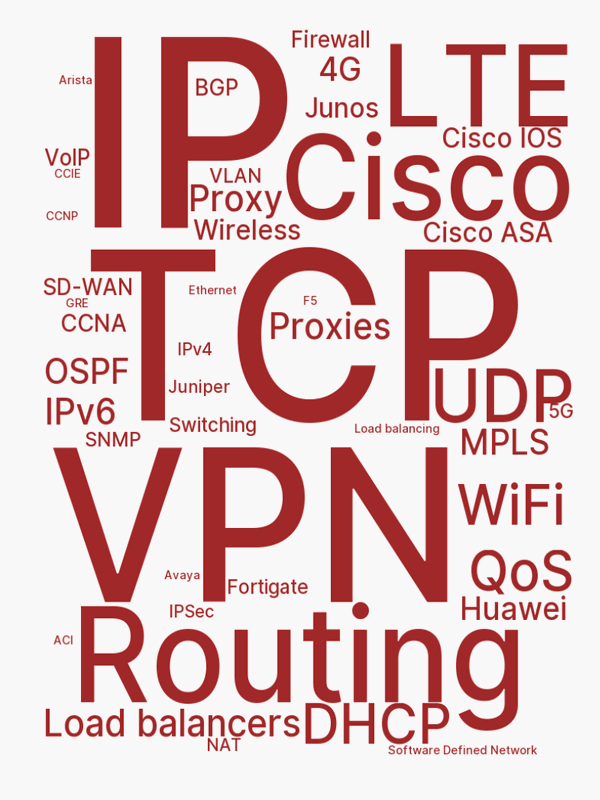 Firewall
IP
LTE
4G
Arista
BGP
Junos
Cisco IOS
Cisco
VoIP
CCIE
VLAN
Proxy
CCNP
Wireless
Cisco ASA
TCP
SD-WAN
Ethernet
GRE
F5
CCNA
Proxies
IPv4
OSPF
Juniper
UDP
IPv6
5G
Switching
Load balancing
SNMP
MPLS
VPN
WiFi
QoS
Avaya
Fortigate
Huawei
IPSec
ACI
Routing
Load balancers
DHCP
NAT
Software Defined Network